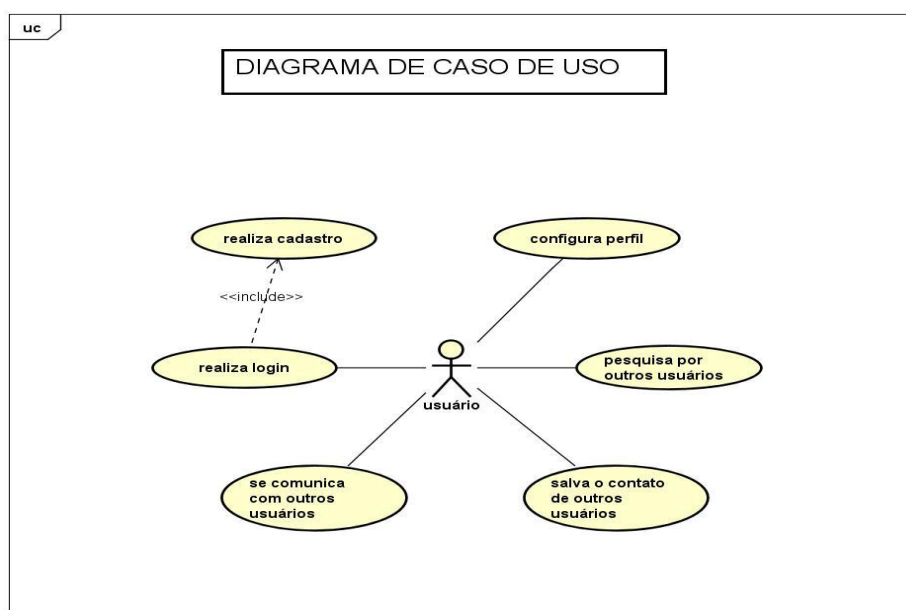 uc
DIAGRAMA DE CASO DE USO
realiza cadastro
configura perfil
<<include>>
realiza login
pesquisa por
outros usuários
usuário
se comunica
com outros
usuários
salva o contato
de outros
usuários